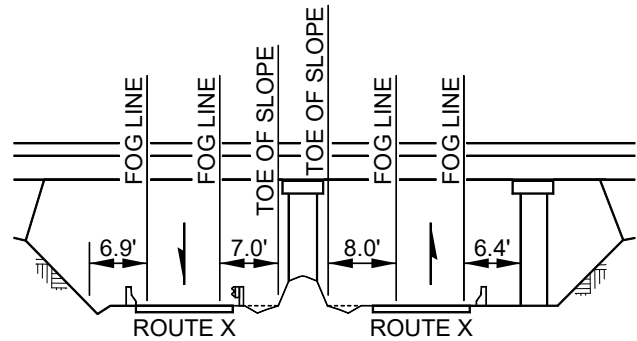 FOG LINE
FOG LINE
TOE OF SLOPE
TOE OF SLOPE
FOG LINE
FOG LINE
6.9'
7.0'
8.0'
6.4'
ROUTE X
ROUTE X